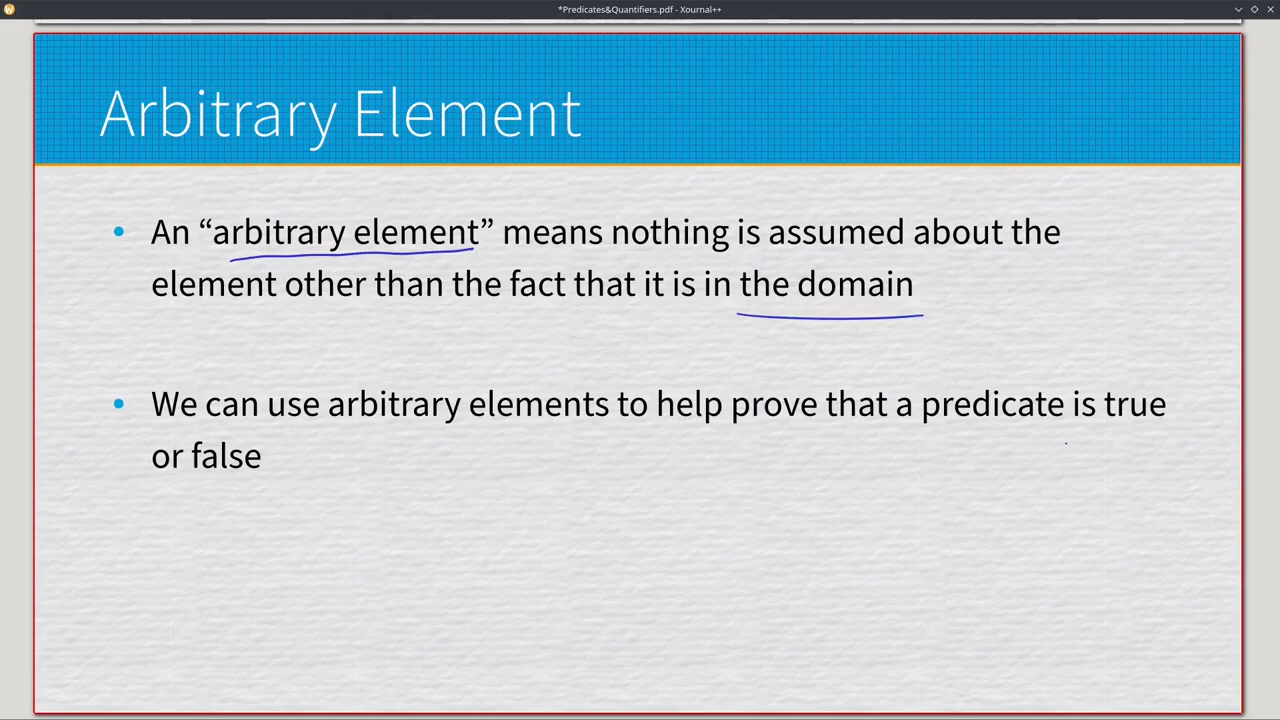 *Predicates&Quantifiers.pdf - Xournal++
Arbitrary Element
• An “arbitrary element” means nothing is assumed about the
element other than the fact that it is in the domain
• We can use arbitrary elements to help prove that a predicate is true
or false